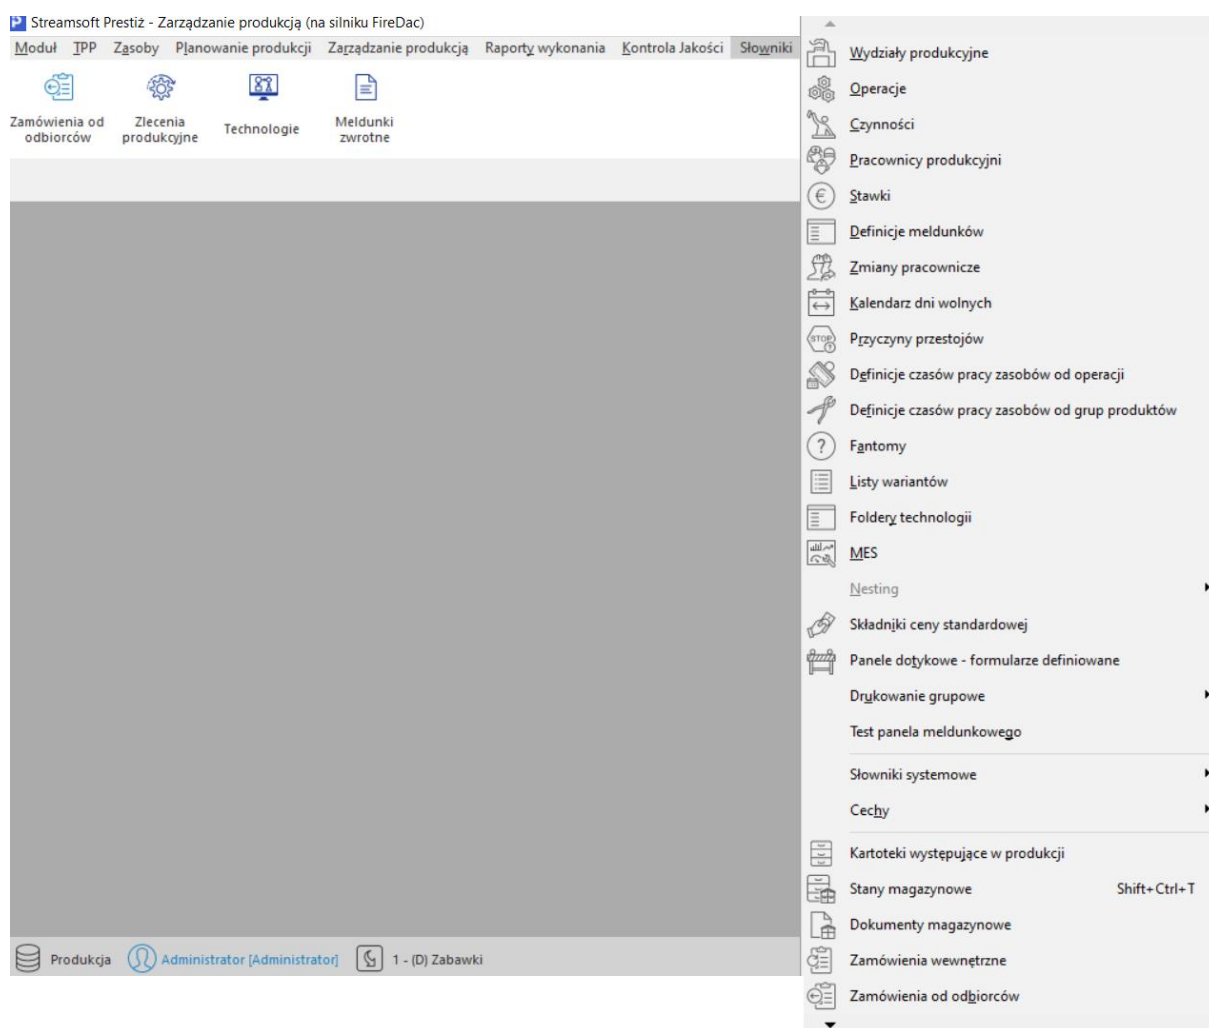 Streamsoft Prestiż - Zarządzanie produkcją (na silniku FireDac)
Moduł TPP Zasoby Planowanie produkcji Zarządzanie produkcją Raporty wykonania Kontrola Jakości Słowniki
Zamówienia od
odbiorców
Zlecenia
produkcyjne
Technologie
Meldunki
zwrotne
Wydziały produkcyjne
Operacje
Czynności
Pracownicy produkcyjni
Stawki
Definicje meldunków
Zmiany pracownicze
Kalendarz dni wolnych
STOP
Przyczyny przestojów
Definicje czasów pracy zasobów od operacji
Definicje czasów pracy zasobów od grup produktów
Fantomy
Listy wariantów
Foldery technologii
MES
Nesting
Składniki ceny standardowej
Panele dotykowe - formularze definiowane
Drukowanie grupowe
Test panela meldunkowego
Słowniki systemowe
Cechy
Kartoteki występujące w produkcji
Stany magazynowe Shift+Ctrl+T
Dokumenty magazynowe
Zamówienia wewnętrzne
Zamówienia od odbiorców
Produkcja Administrator [Administrator] 1 - (D) Zabawki